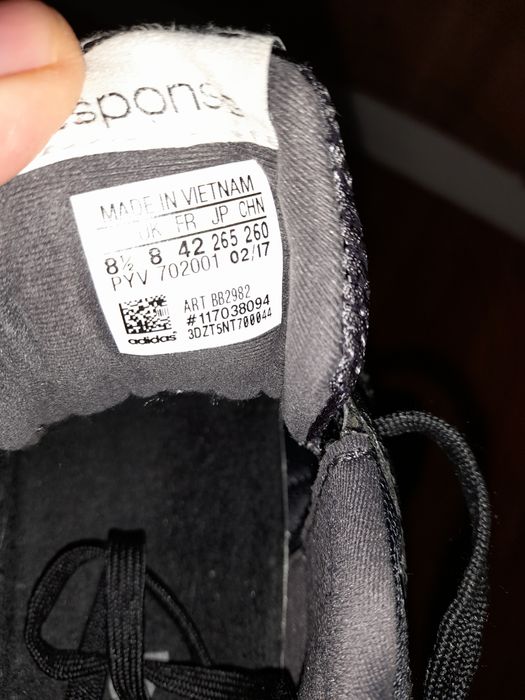 spons
MADE IN VIETNAM
UK FR JP CHN
8½ 8 42 265 260
PYV 702001 02/17
ART BB2982
#117038094
3DZT5NT700044
adidas